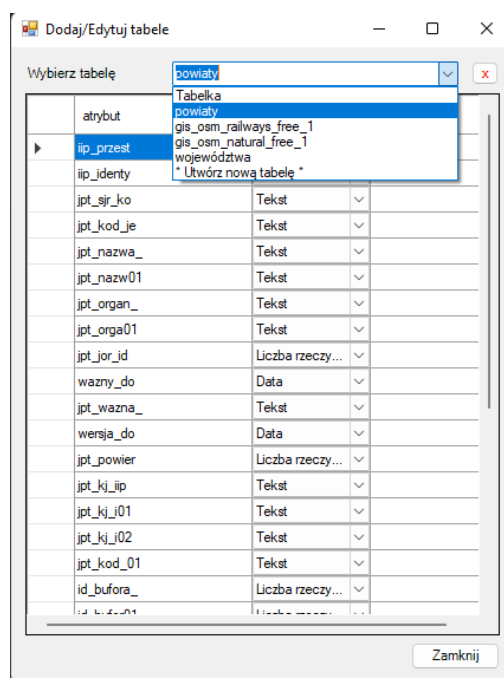 Dodaj/Edytuj tabele
Wybierz tabelę powiaty x
Tabelka
powiaty
gis_osm_railways_free_1
gis_osm_natural_free_1
województwa
* Utwórz nową tabelę *
atrybut
iip_przest
iip_identy
jpt_sjr_ko Tekst
jpt_kod_je Tekst
jpt_nazwa_ Tekst
jpt_nazw01 Tekst
jpt_organ_ Tekst
jpt_orga01 Tekst
jpt_jor_id Liczba rzeczy...
wazny_do Data
jpt_wazna_ Tekst
wersja_do Data
jpt_powier Liczba rzeczy...
jpt_kj_iip Tekst
jpt_kj_i01 Tekst
jpt_kj_i02 Tekst
jpt_kod_01 Tekst
id_bufora_ Liczba rzeczy...
Zamknij